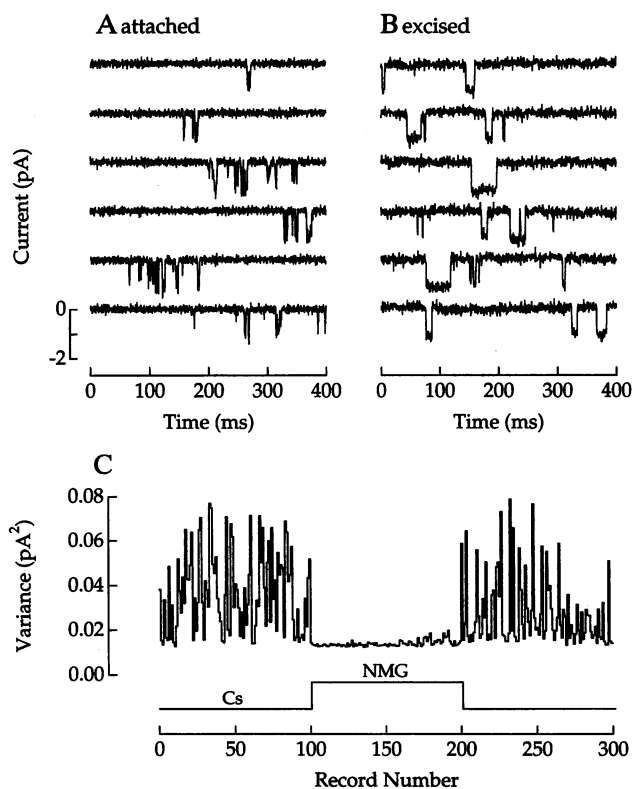 A attached
B excised
Current (pA)
0
-2
0 100 200 300 400
0 100 200 300 400
Time (ms)
Time (ms)
C
Variance (pA²)
0.08
0.06
0.04
0.02
0.00
NMG
Cs
0 50 100 150 200 250 300
Record Number